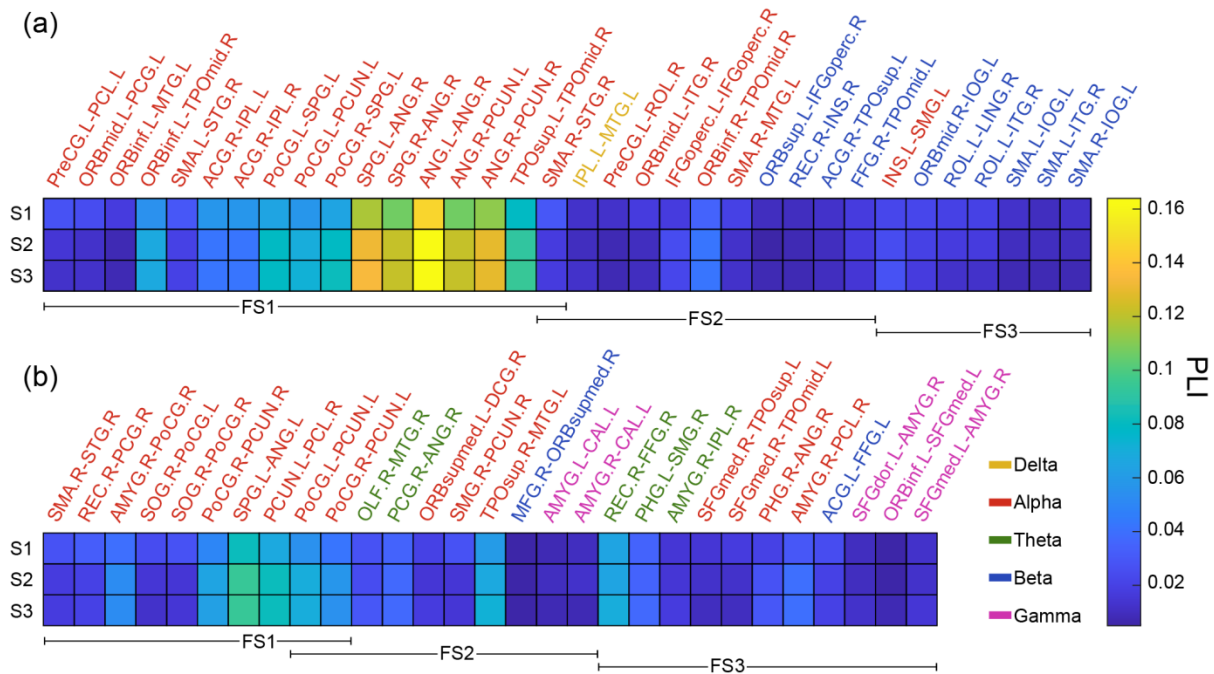 (a)
PreCG.L-PCL.L
ORBmid.L-PCG.L
ORBinf.L-MTG.L
ORBinf.L-TPOmid.R
SMA.L-STG.R
ACG.R-IPL.L
ACG.R-IPL.R
PoCG.L-SPG.L
PoCG.L-PCUN.L
PoCG.R-SPG.L
SPG.L-ANG.R
SPG.R-ANG.R
ANG.L-ANG.R
ANG.R-PCUN.L
ANG.R-PCUN.R
TPOsup.L-TPOmid.R
SMA.R-STG.R
IPL.L-MTG.L
PreCG.L-ROL.R
ORBmid.L-ITG.R
IFGoperc.L-IFGoperc.R
ORBinf.R-TPOmid.R
SMA.R-MTG.L
ORBsup.L-IFGoperc.R
REC.R-INS.R
ACG.R-TPOsup.L
FFG.R-TPOmid.L
INS.L-SMG.L
ORBmid.R-IOG.L
ROL.L-LING.R
ROL.L-ITG.R
SMA.L-IOG.L
SMA.L-ITG.R
SMA.R-IOG.L
S1
S2
S3
FS1
FS2
FS3
(b)
SMA.R-STG.R
REC.R-PCG.R
AMYG.R-PoCG.R
SOG.R-PoCG.L
SOG.R-PoCG.R
PoCG.R-PCUN.R
SPG.L-ANG.L
PCUN.L-PCL.R
PoCG.L-PCUN.L
PoCG.R-PCUN.L
OLF.R-MTG.R
PCG.R-ANG.R
ORBsupmed.L-DCG.R
SMG.R-PCUN.R
TPOsup.R-MTG.L
MFG.R-ORBsupmed.R
AMYG.L-CAL.L
AMYG.R-CAL.L
REC.R-FFG.R
PHG.L-SMG.R
AMYG.R-IPL.R
SFGmed.R-TPOsup.L
SFGmed.R-TPOmid.L
PHG.R-ANG.R
AMYG.R-PCL.R
ACG.L-FFG.L
SFGdor.L-AMYG.R
ORBinf.L-SFGmed.L
SFGmed.L-AMYG.R
S1
S2
S3
FS1
FS2
FS3
Delta
Alpha
Theta
Beta
Gamma
0.16
0.14
0.12
0.1
0.08
0.06
0.04
0.02
PLI